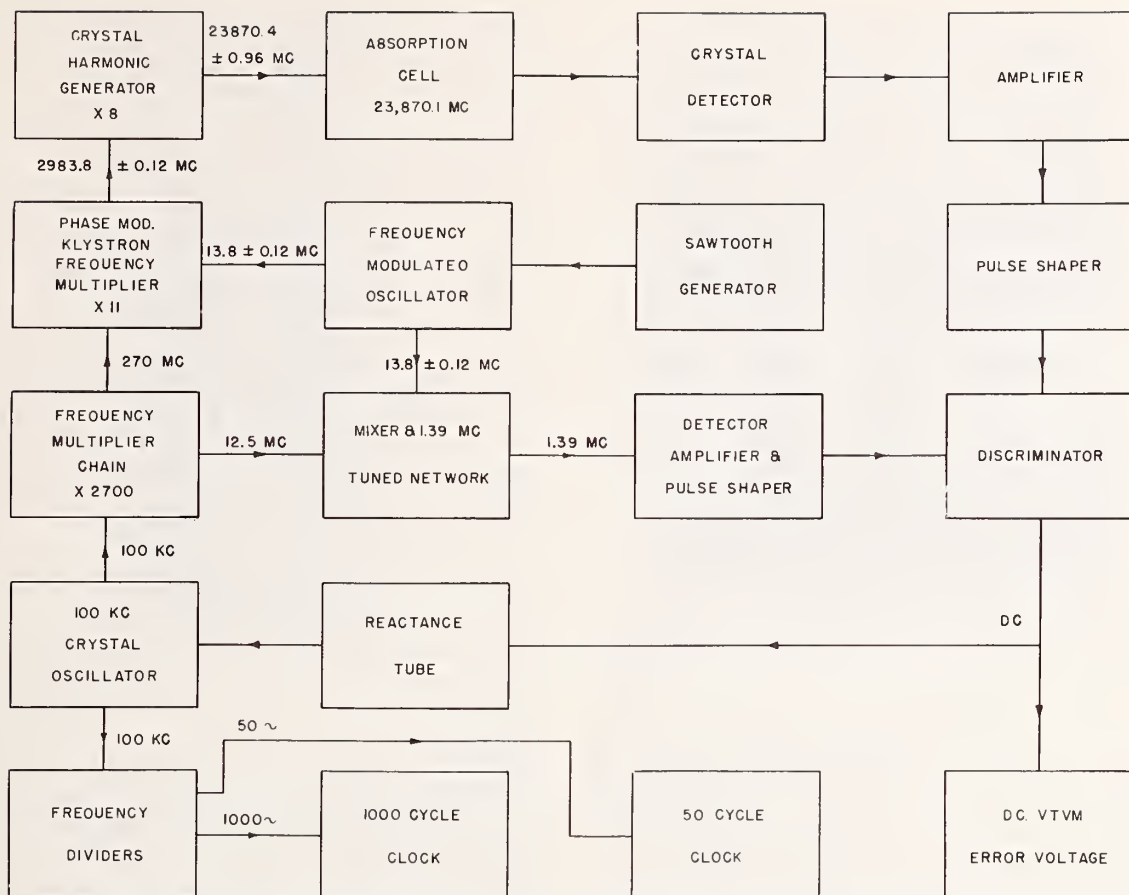 CRYSTAL
HARMONIC
GENERATOR
X 8
23870.4
± 0.96 MC
ABSORPTION
CELL
23,870.1 MC
CRYSTAL
DETECTOR
AMPLIFIER
2983.8 ± 0.12 MC
PHASE MOD.
KLYSTRON
FREQUENCY
MULTIPLIER
X 11
13.8 ± 0.12 MC
FREQUENCY
MODULATED
OSCILLATOR
SAWTOOTH
GENERATOR
PULSE SHAPER
270 MC
13.8 ± 0.12 MC
FREQUENCY
MULTIPLIER
CHAIN
X 2700
12.5 MC
MIXER & 1.39 MC
TUNED NETWORK
1.39 MC
DETECTOR
AMPLIFIER &
PULSE SHAPER
DISCRIMINATOR
100 KC
100 KC
CRYSTAL
OSCILLATOR
REACTANCE
TUBE
DC
100 KC
50 ~
FREQUENCY
DIVIDERS
1000 ~
1000 CYCLE
CLOCK
50 CYCLE
CLOCK
DC. VTVM
ERROR VOLTAGE